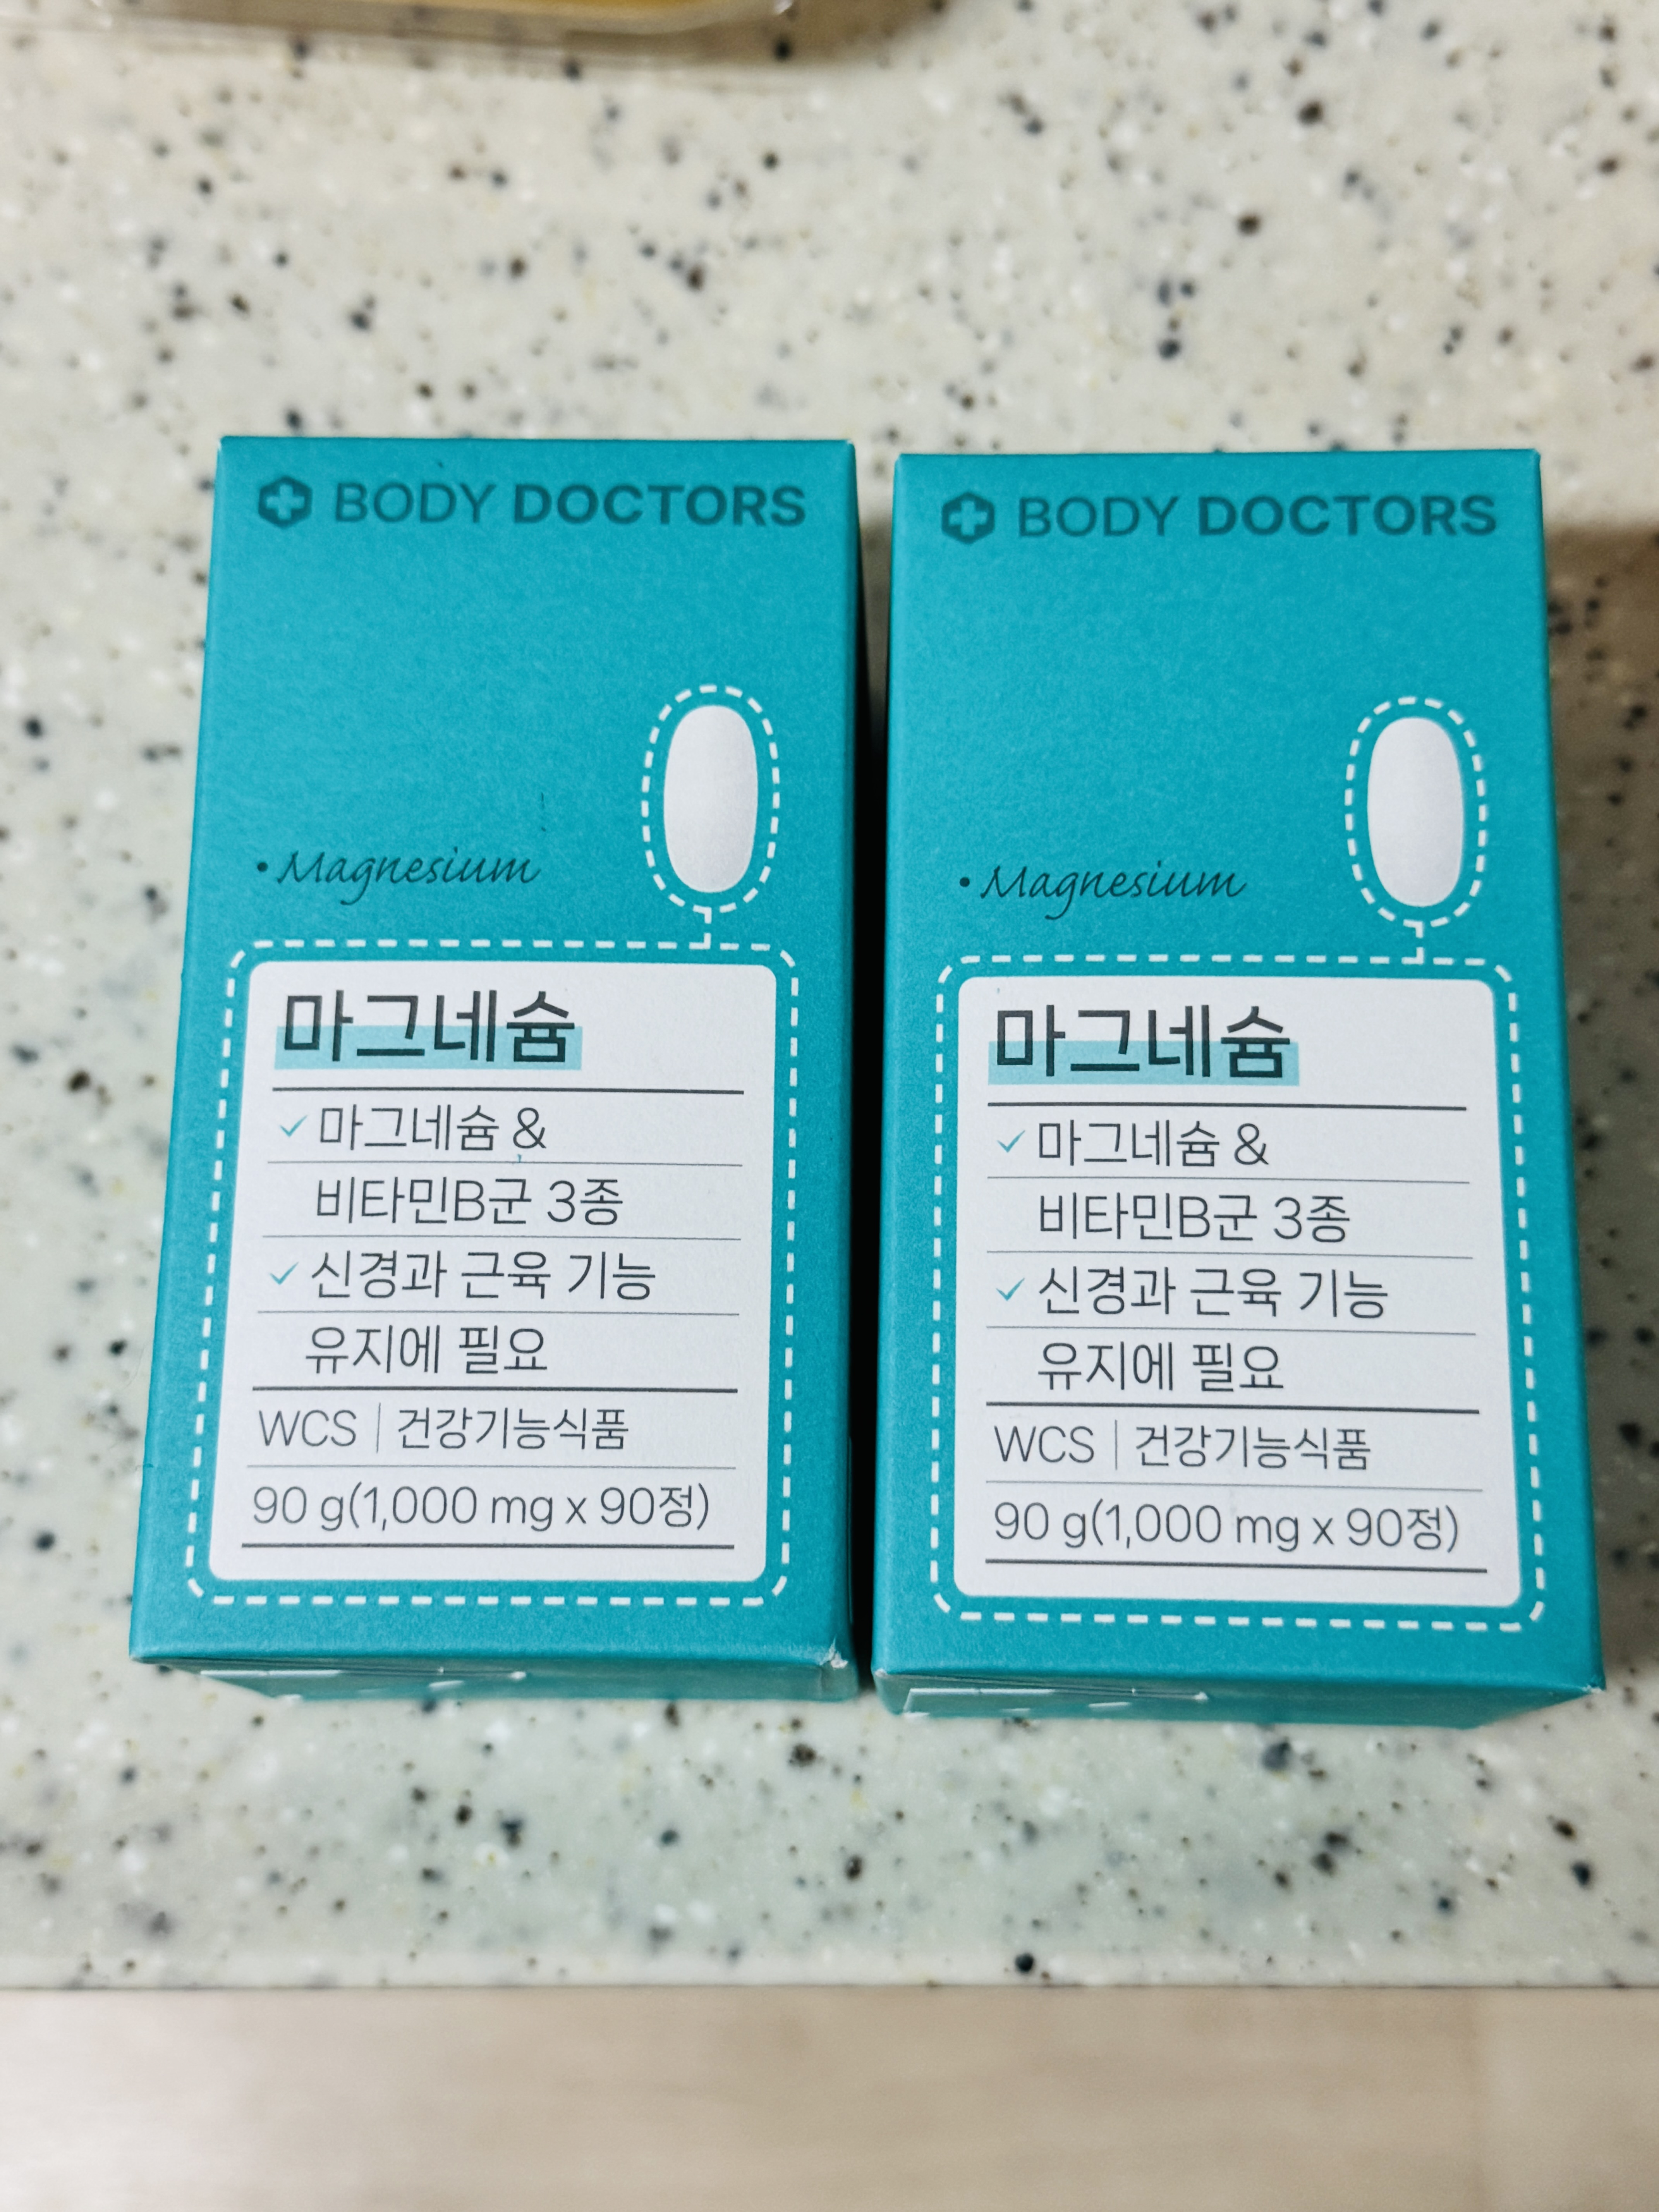 BODY DOCTORS
• Magnesium
마그네슘
✓ 마그네슘 &
비타민B군 3종
✓ 신경과 근육 기능
유지에 필요
WCS | 건강기능식품
90 g(1,000 mg x 90정)
BODY DOCTORS
• Magnesium
마그네슘
✓ 마그네슘 &
비타민B군 3종
✓ 신경과 근육 기능
유지에 필요
WCS | 건강기능식품
90 g(1,000 mg x 90정)